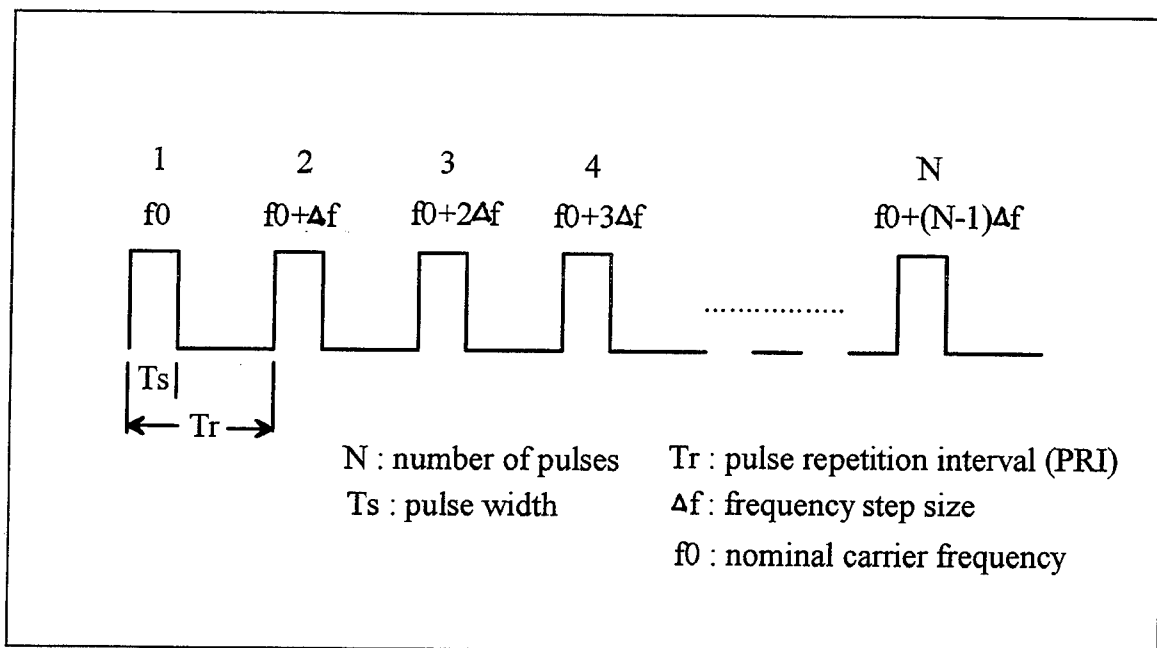 1 2 3 4 N
f0 f0+Δf f0+2Δf f0+3Δf f0+(N-1)Δf
................
Ts
Tr
N : number of pulses Tr : pulse repetition interval (PRI)
Ts : pulse width Δf : frequency step size
f0 : nominal carrier frequency